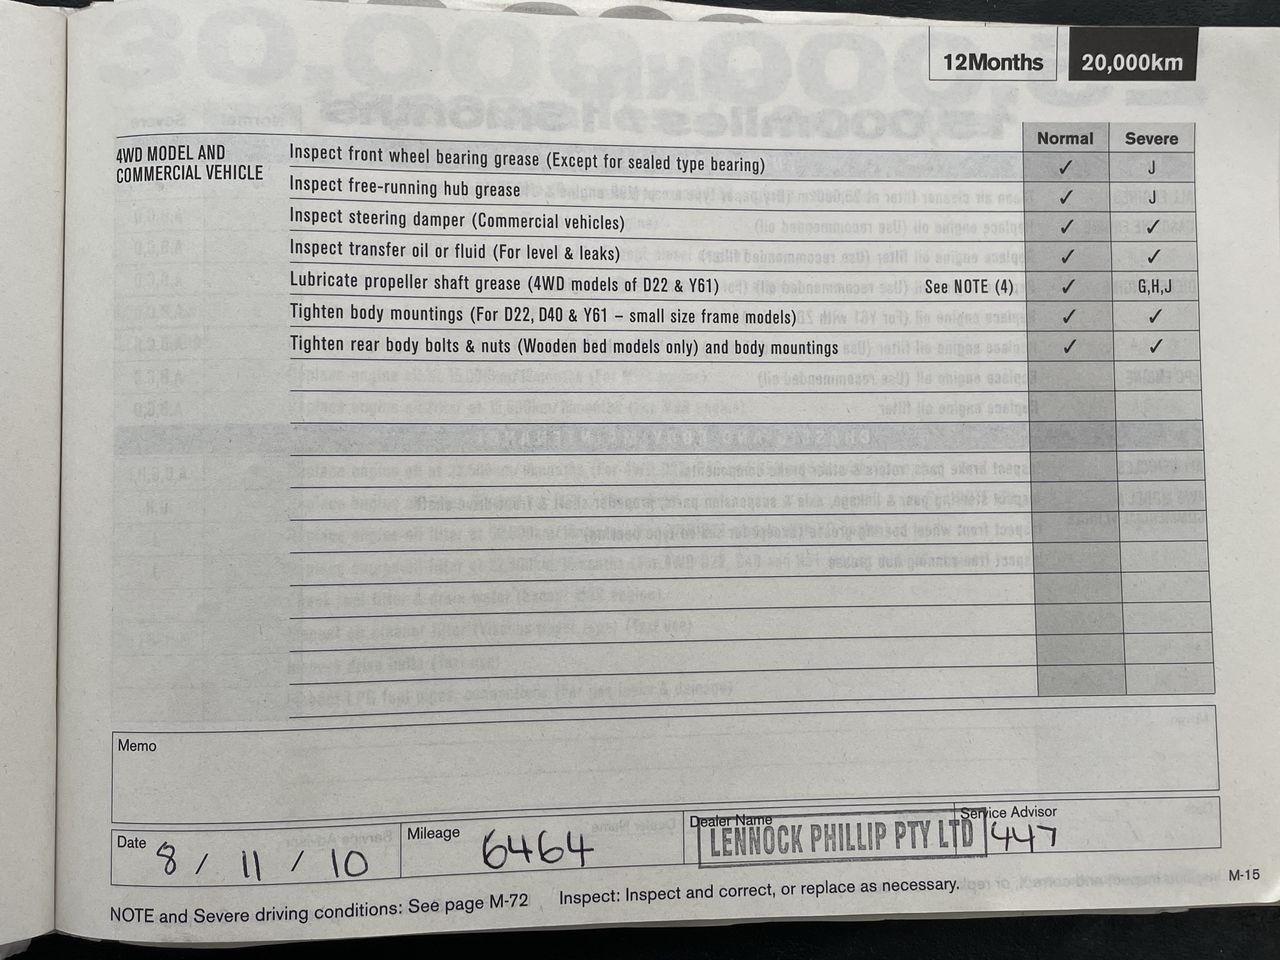 12Months 20,000km
Normal Severe
4WD MODEL AND
COMMERCIAL VEHICLE
Inspect front wheel bearing grease (Except for sealed type bearing) ✓ J
Inspect free-running hub grease ✓ J
Inspect steering damper (Commercial vehicles) ✓ ✓
Inspect transfer oil or fluid (For level & leaks) ✓ ✓
Lubricate propeller shaft grease (4WD models of D22 & Y61) See NOTE (4) ✓ G,H,J
Tighten body mountings (For D22, D40 & Y61 – small size frame models) ✓ ✓
Tighten rear body bolts & nuts (Wooden bed models only) and body mountings ✓ ✓
Memo
Date 8 / 11 / 10 Mileage 6464 Dealer Name LENNOCK PHILLIP PTY LTD Service Advisor 447
NOTE and Severe driving conditions: See page M-72 Inspect: Inspect and correct, or replace as necessary.
M-15